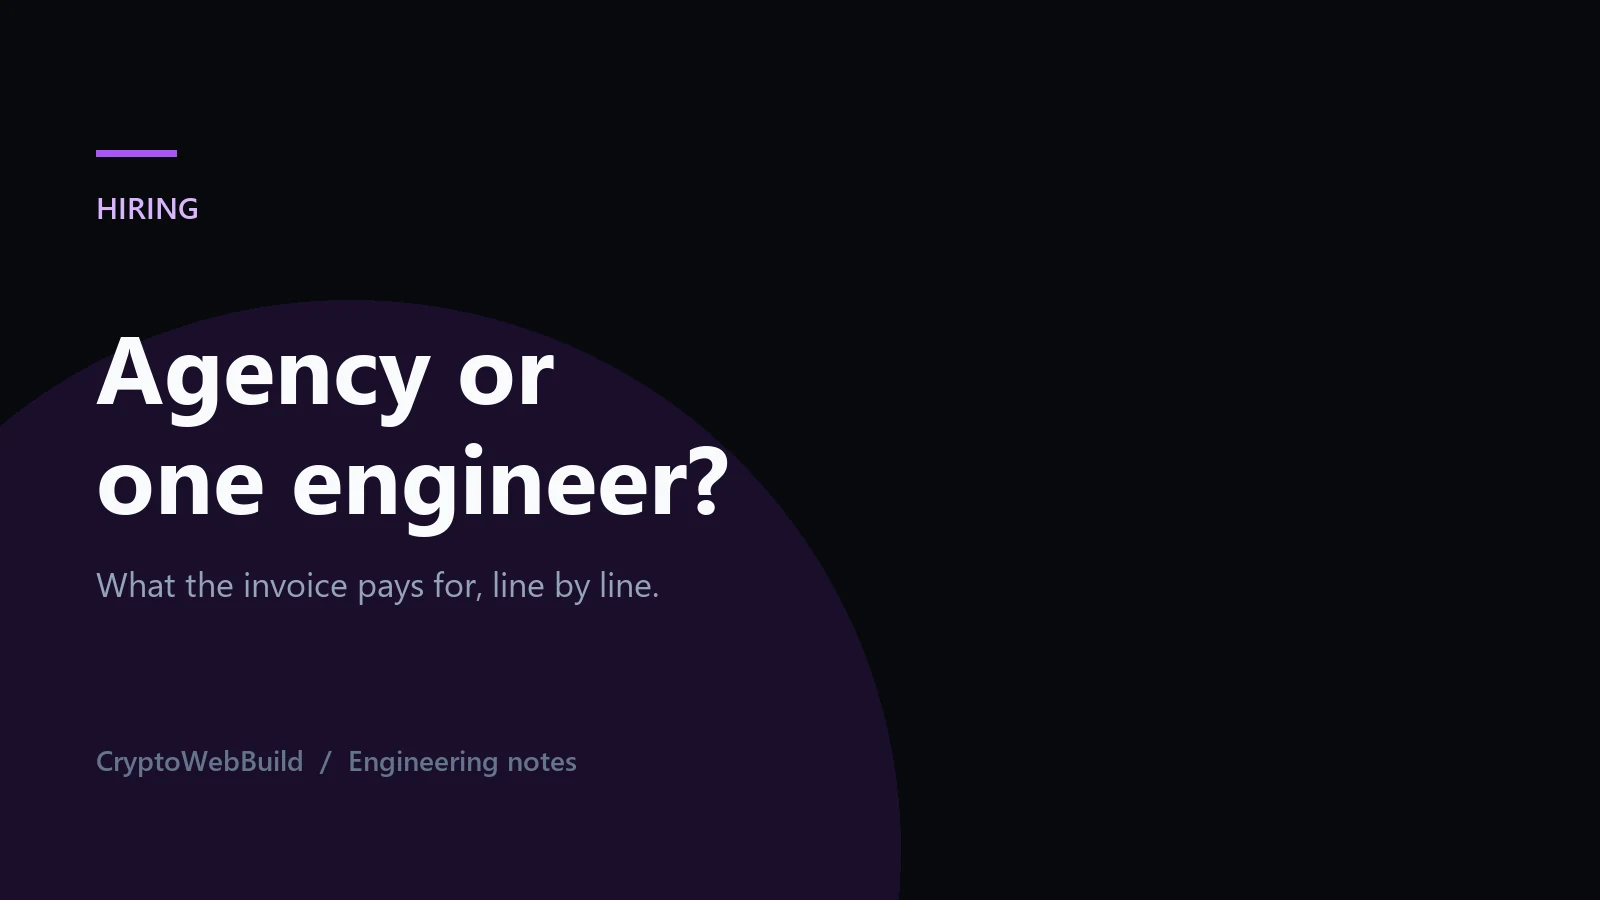 HIRING
Agency or
one engineer?
What the invoice pays for, line by line.
CryptoWebBuild / Engineering notes